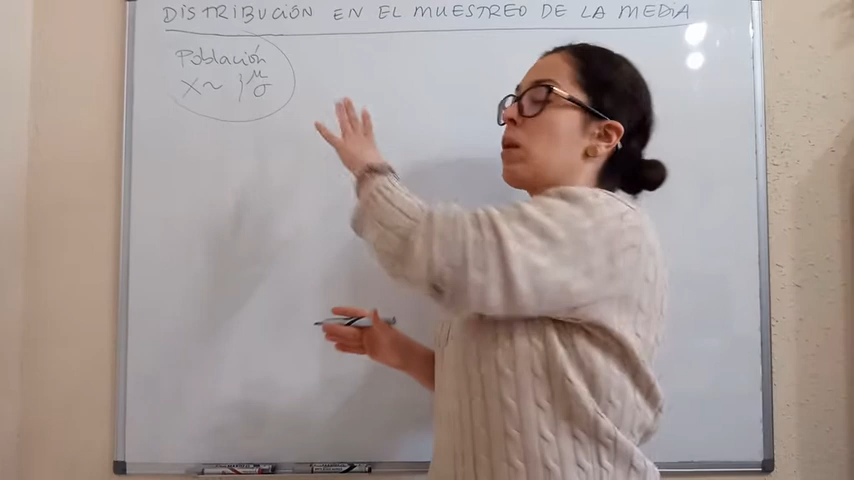 DISTRIBUCIÓN EN EL MUESTREO DE LA MEDIA
Población
X ~ { μ
σ